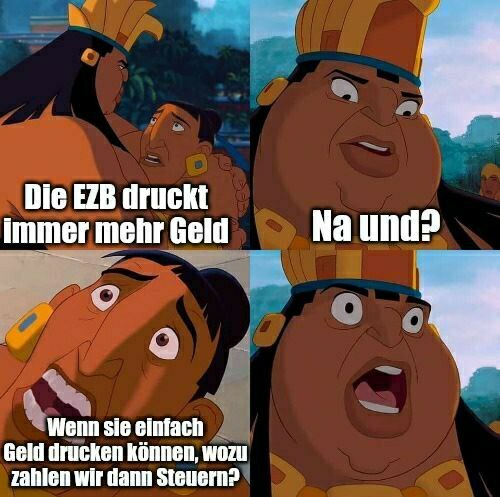 Die EZB druckt
immer mehr Geld
Na und?
Wenn sie einfach
Geld drucken können, wozu
zahlen wir dann Steuern?